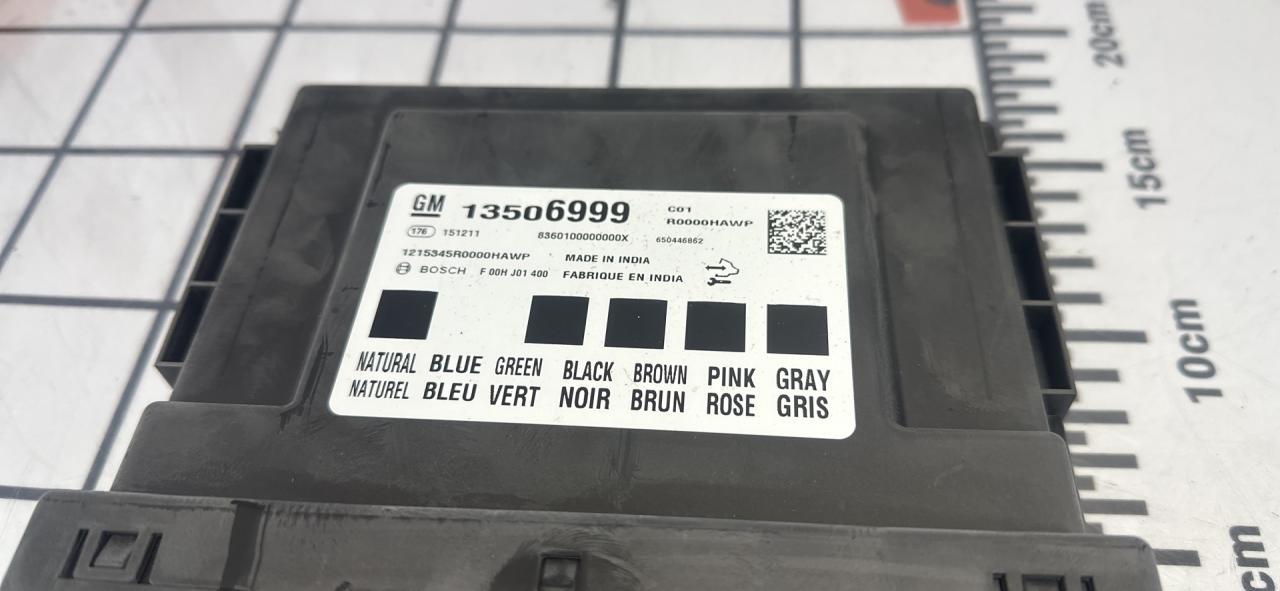 GM 13506999 C01
R0000HAWP
176 151211 8360100000000X 650446862
1215345R0000HAWP MADE IN INDIA
BOSCH F 00H J01 400 FABRIQUE EN INDIA
NATURAL BLUE GREEN BLACK BROWN PINK GRAY
NATUREL BLEU VERT NOIR BRUN ROSE GRIS
20cm
15cm
10cm
cm